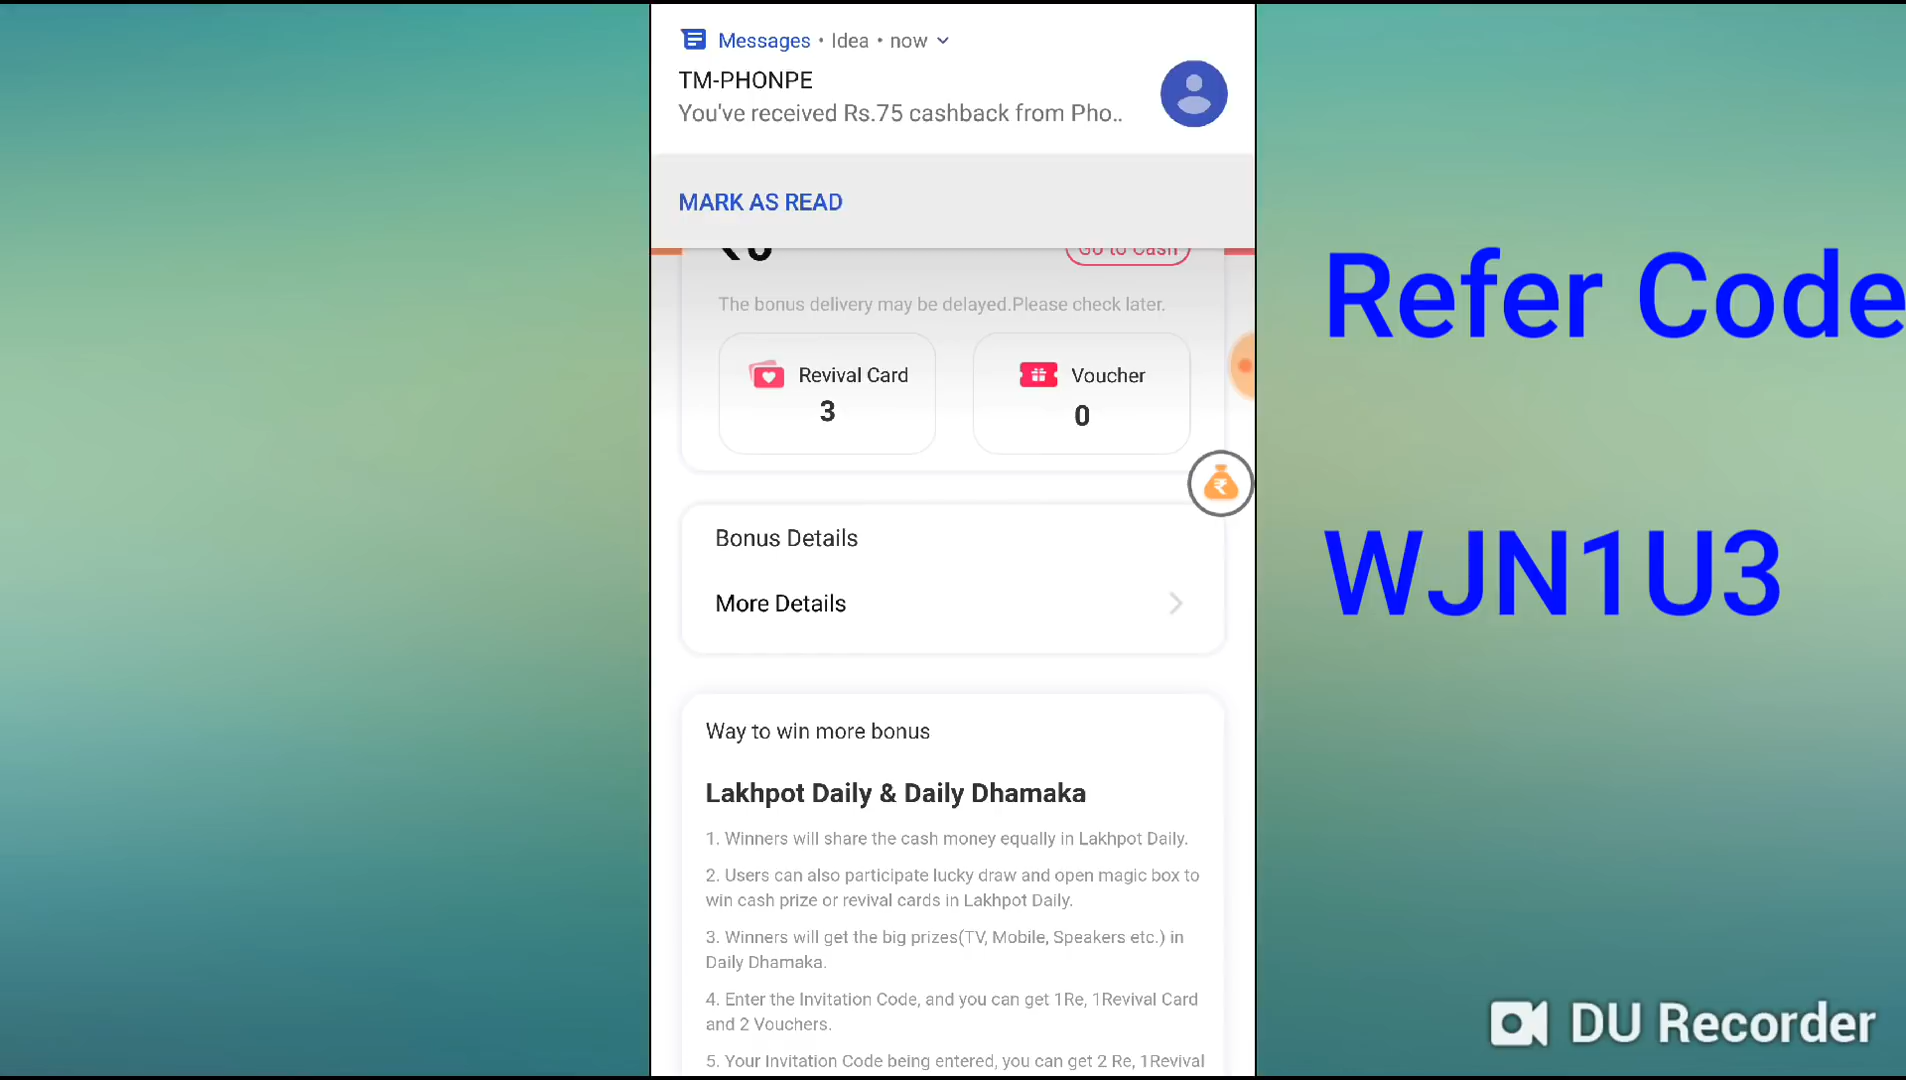 Messages • Idea • now
TM-PHONPE
You've received Rs.75 cashback from Pho..
MARK AS READ
₹0
Go to Cash
The bonus delivery may be delayed.Please check later.
Revival Card
3
Voucher
0
Bonus Details
More Details
Way to win more bonus
Lakhpot Daily & Daily Dhamaka
1. Winners will share the cash money equally in Lakhpot Daily.
2. Users can also participate lucky draw and open magic box to
win cash prize or revival cards in Lakhpot Daily.
3. Winners will get the big prizes(TV, Mobile, Speakers etc.) in
Daily Dhamaka.
4. Enter the Invitation Code, and you can get 1Re, 1Revival Card
and 2 Vouchers.
5. Your Invitation Code being entered, you can get 2 Re, 1Revival
Refer Code
WJN1U3
DU Recorder